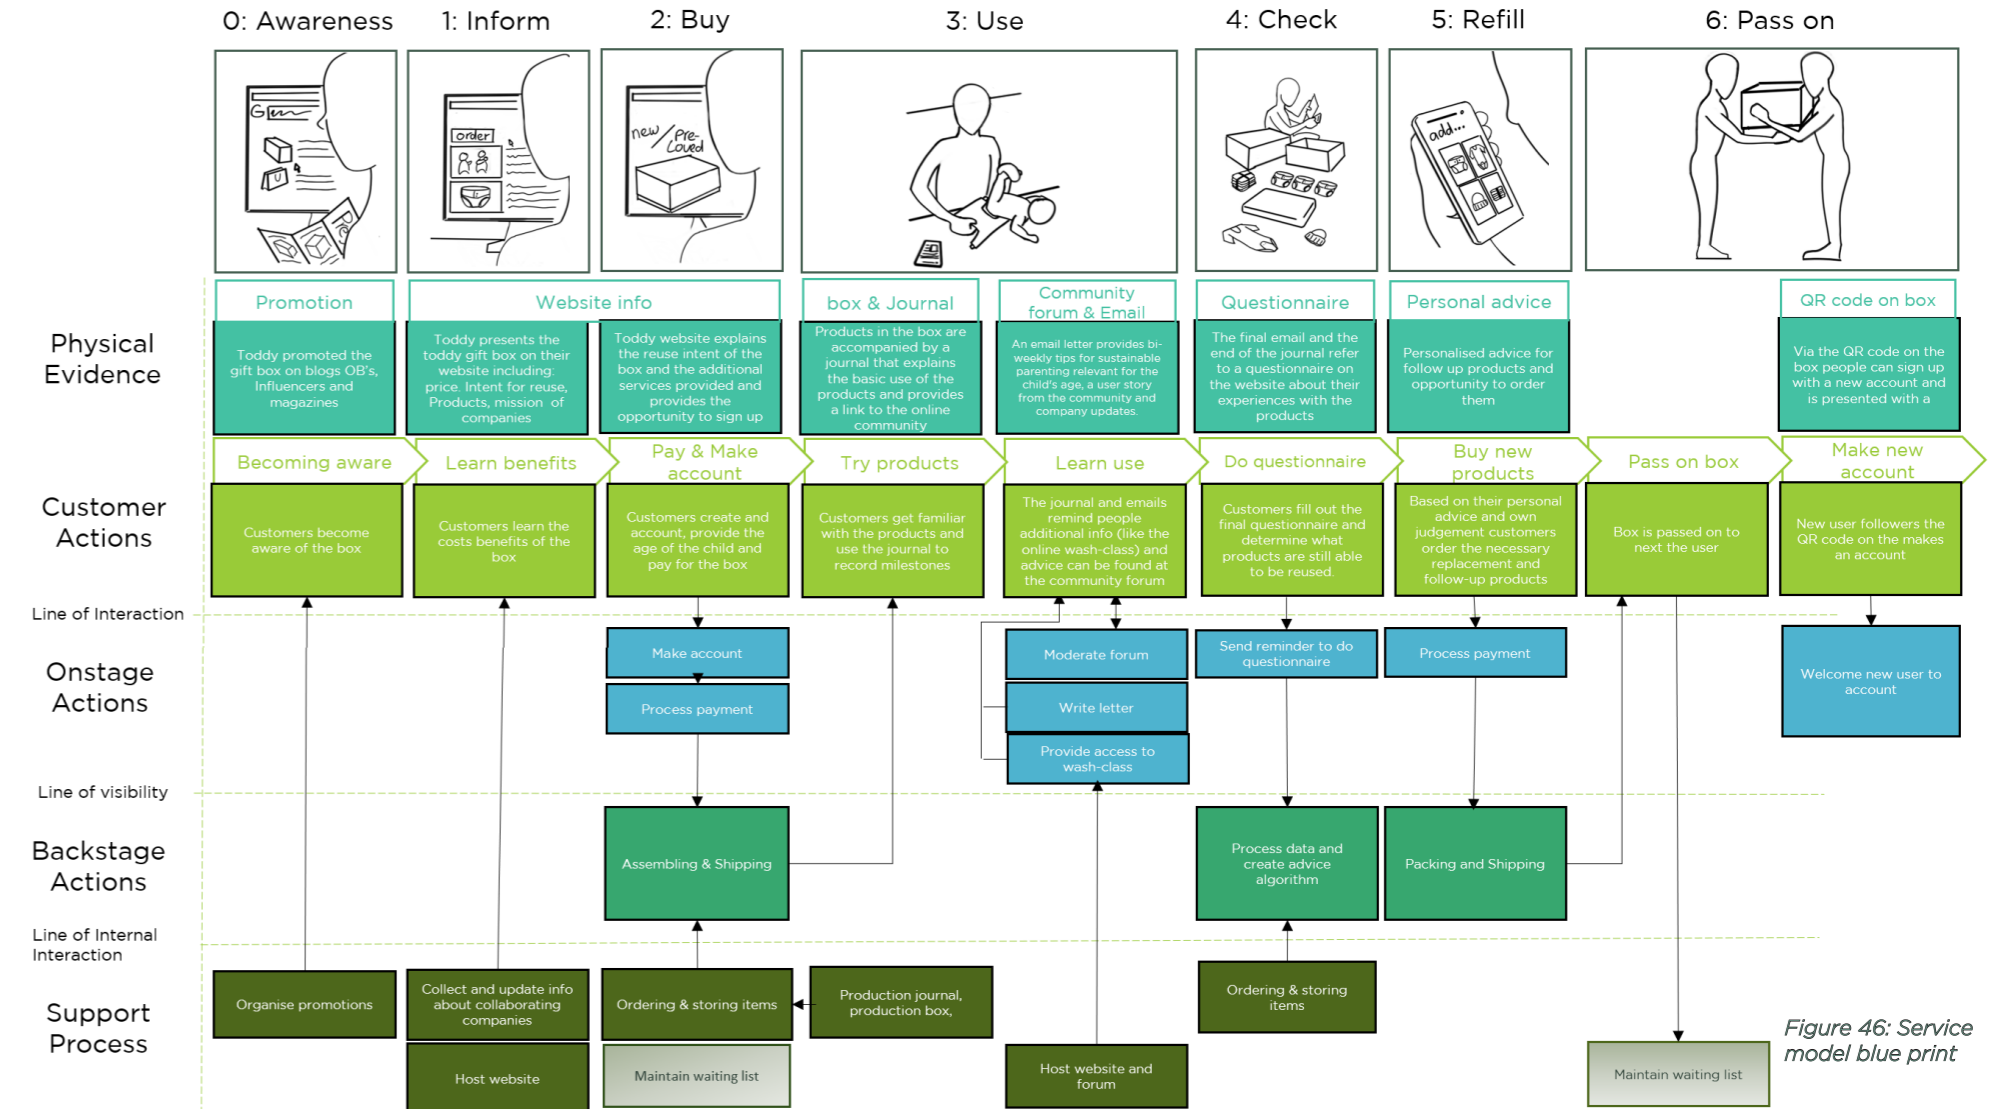 0: Awareness
1: Inform
2: Buy
3: Use
4: Check
5: Refill
6: Pass on
order
new/Pre-
Loved
add...
Physical
Evidence
Promotion
Toddy promoted the
gift box on blogs OB's,
Influencers and
magazines
Website info
Toddy presents the
toddy gift box on their
website including:
price. Intent for reuse,
Products, mission of
companies
Toddy website explains
the reuse intent of the
box and the additional
services provided and
provides the
opportunity to sign up
box & Journal
Products in the box are
accompanied by a
journal that explains
the basic use of the
products and provides
a link to the online
community
Community
forum & Email
An email letter provides bi-
weekly tips for sustainable
parenting relevant for the
child's age, a user story
from the community and
company updates.
Questionnaire
The final email and the
end of the journal refer
to a questionnaire on
the website about their
experiences with the
products
Personal advice
Personalised advice for
follow up products and
opportunity to order
them
QR code on box
Via the QR code on the
box people can sign up
with a new account and
is presented with a
Customer
Actions
Becoming aware
Customers become
aware of the box
Learn benefits
Customers learn the
costs benefits of the
box
Pay & Make
account
Customers create and
account, provide the
age of the child and
pay for the box
Try products
Customers get familiar
with the products and
use the journal to
record milestones
Learn use
The journal and emails
remind people
additional info (like the
online wash-class) and
advice can be found at
the community forum
Do questionnaire
Customers fill out the
final questionnaire and
determine what
products are still able
to be reused.
Buy new
products
Based on their personal
advice and own
judgement customers
order the necessary
replacement and
follow-up products
Pass on box
Box is passed on to
next the user
Make new
account
New user followers the
QR code on the makes
an account
Line of Interaction
Onstage
Actions
Make account
Process payment
Moderate forum
Write letter
Provide access to
wash-class
Send reminder to do
questionnaire
Process payment
Welcome new user to
account
Line of visibility
Backstage
Actions
Assembling & Shipping
Process data and
create advice
algorithm
Packing and Shipping
Line of Internal
Interaction
Support
Process
Organise promotions
Collect and update info
about collaborating
companies
Host website
Ordering & storing items
Maintain waiting list
Production journal,
production box,
Host website and
forum
Ordering & storing
items
Maintain waiting list
Figure 46: Service
model blue print